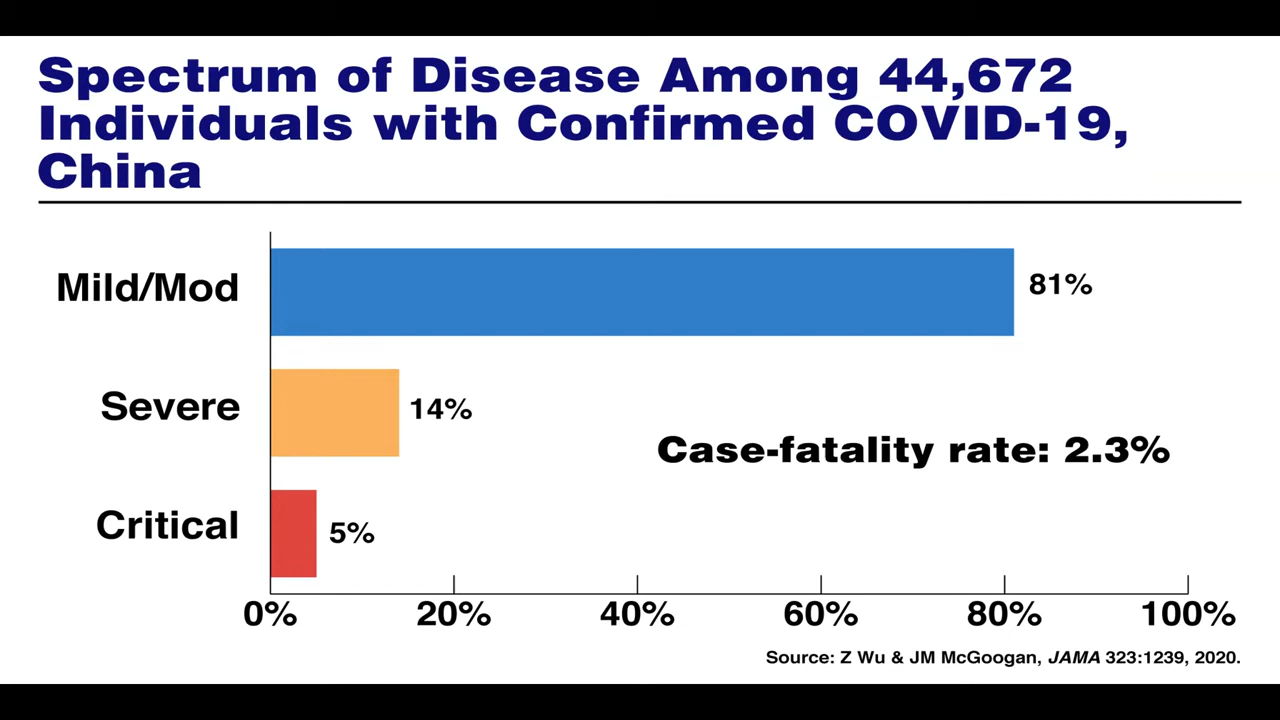 Spectrum of Disease Among 44,672
Individuals with Confirmed COVID-19,
China
Mild/Mod
81%
Severe
14%
Case-fatality rate: 2.3%
Critical
5%
0% 20% 40% 60% 80% 100%
Source: Z Wu & JM McGoogan, JAMA 323:1239, 2020.